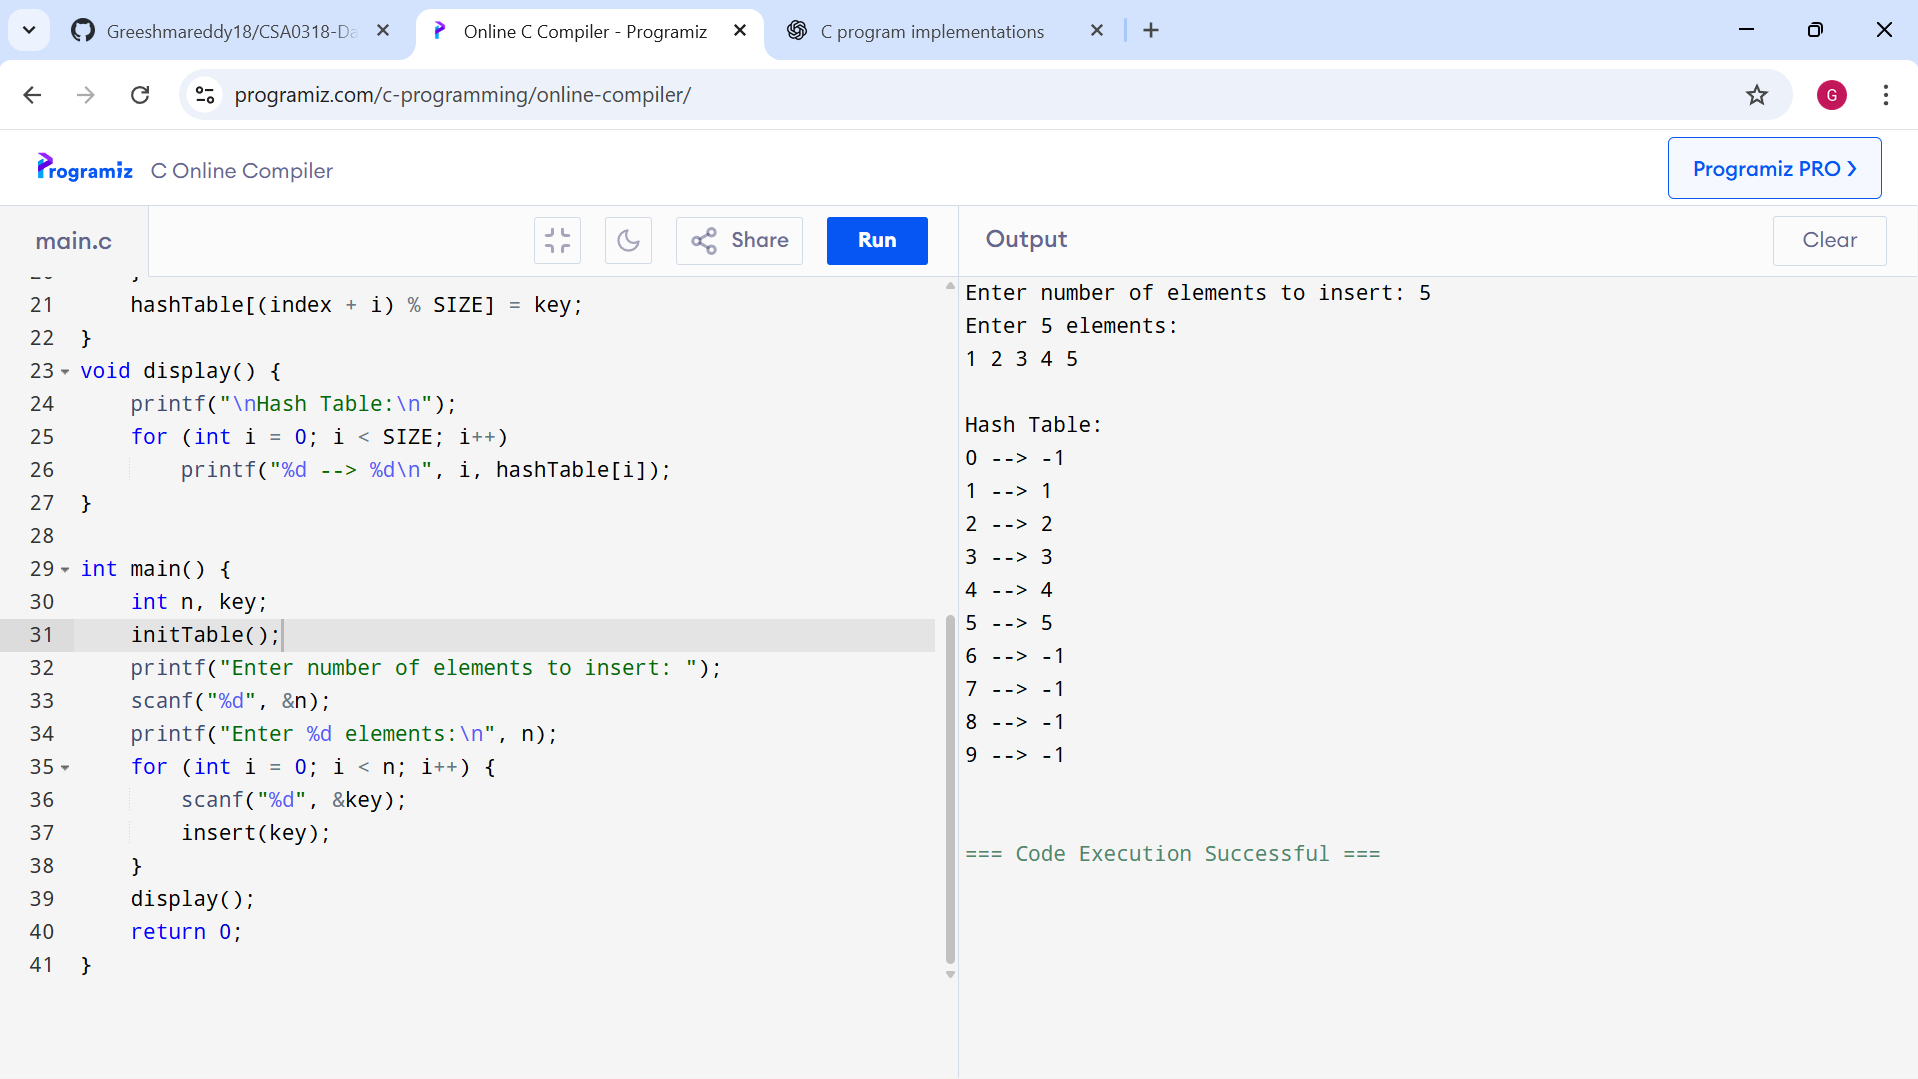 Greeshmareddy18/CSA0318-Da
Online C Compiler - Programiz
C program implementations
programiz.com/c-programming/online-compiler/
G
Programiz
C Online Compiler
Programiz PRO ❯
main.c
Share
Run
Output
Clear
21 hashTable[(index + i) % SIZE] = key;
22 }
23 void display() {
24 printf("\nHash Table:\n");
25 for (int i = 0; i < SIZE; i++)
26 printf("%d --> %d\n", i, hashTable[i]);
27 }
28
29 int main() {
30 int n, key;
31 initTable();
32 printf("Enter number of elements to insert: ");
33 scanf("%d", &n);
34 printf("Enter %d elements:\n", n);
35 for (int i = 0; i < n; i++) {
36 scanf("%d", &key);
37 insert(key);
38 }
39 display();
40 return 0;
41 }
Enter number of elements to insert: 5
Enter 5 elements:
1 2 3 4 5
Hash Table:
0 --> -1
1 --> 1
2 --> 2
3 --> 3
4 --> 4
5 --> 5
6 --> -1
7 --> -1
8 --> -1
9 --> -1
=== Code Execution Successful ===